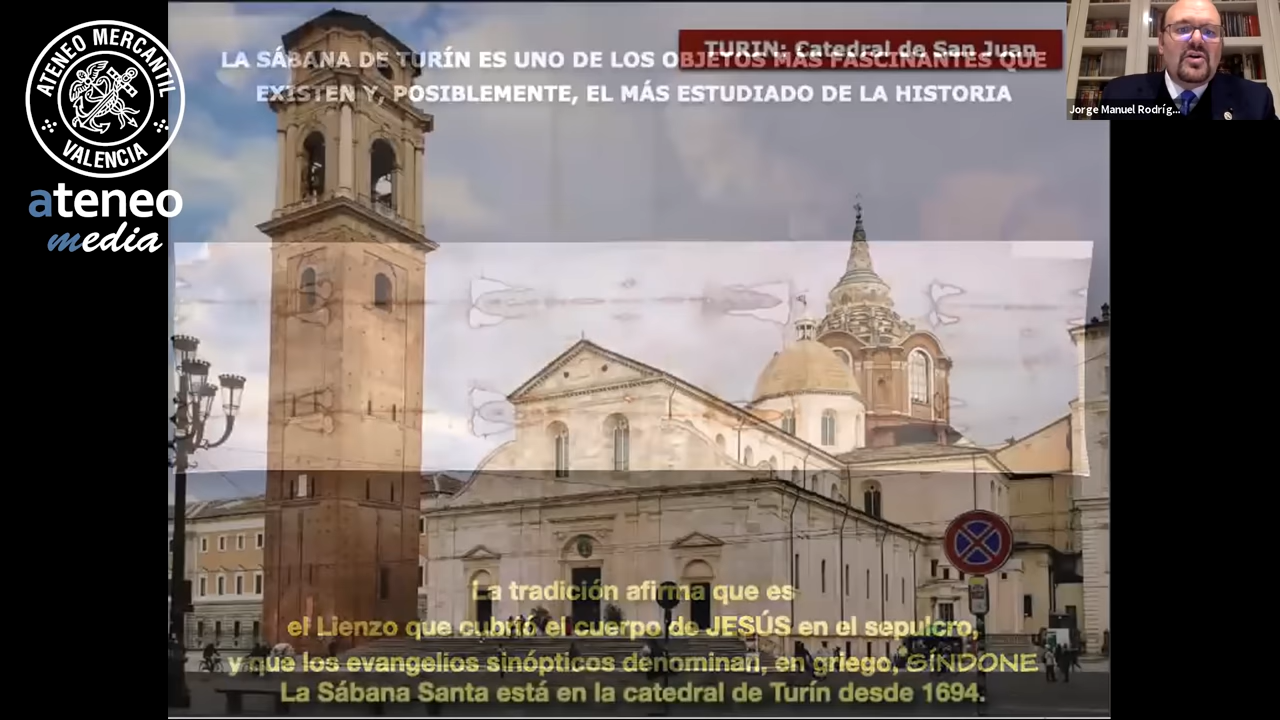 ATENEO MERCANTIL
VALENCIA
ateneo
media
TURIN: Catedral de San Juan
LA SÁBANA DE TURÍN ES UNO DE LOS OBJETOS MÁS FASCINANTES QUE
EXISTEN Y, POSIBLEMENTE, EL MÁS ESTUDIADO DE LA HISTORIA
Jorge Manuel Rodríg...
La tradición afirma que es
el Lienzo que cubrió el cuerpo de JESÚS en el sepulcro,
y que los evangelios sinópticos denominan, en griego, SÍNDONE
La Sábana Santa está en la catedral de Turín desde 1694.